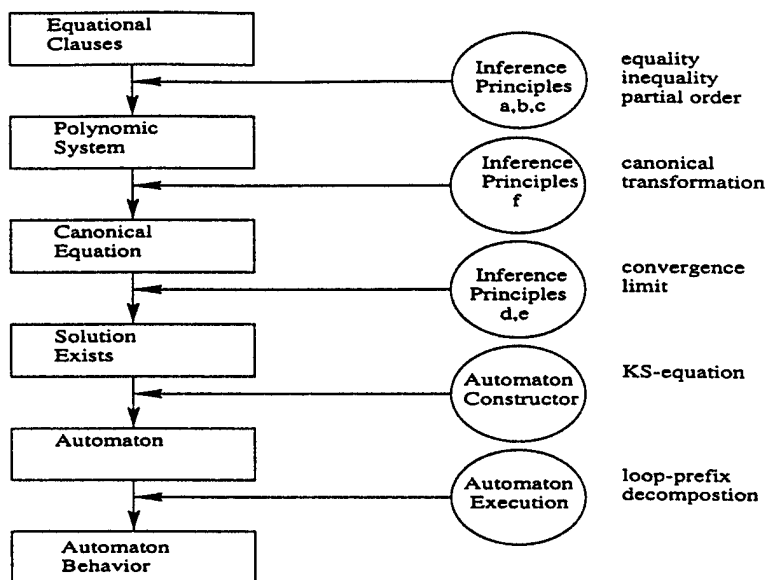 Equational
Clauses
Inference
Principles
a,b,c
equality
inequality
partial order
Polynomic
System
Inference
Principles
f
canonical
transformation
Canonical
Equation
Inference
Principles
d,e
convergence
limit
Solution
Exists
Automaton
Constructor
KS-equation
Automaton
Automaton
Execution
loop-prefix
decompostion
Automaton
Behavior